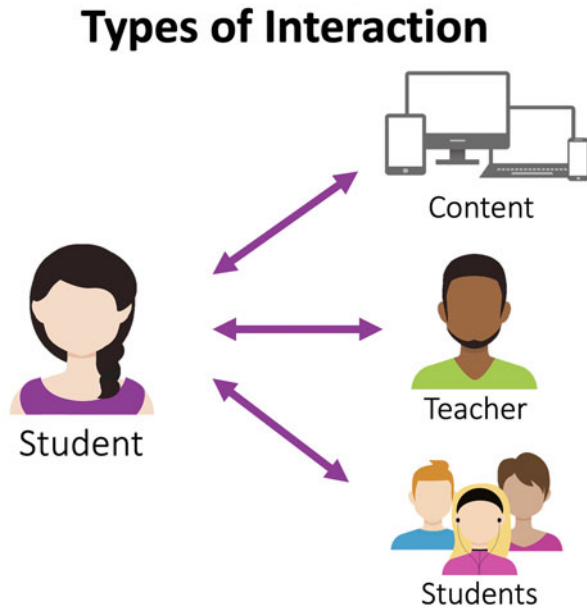 Types of Interaction
Content
Student
Teacher
Students